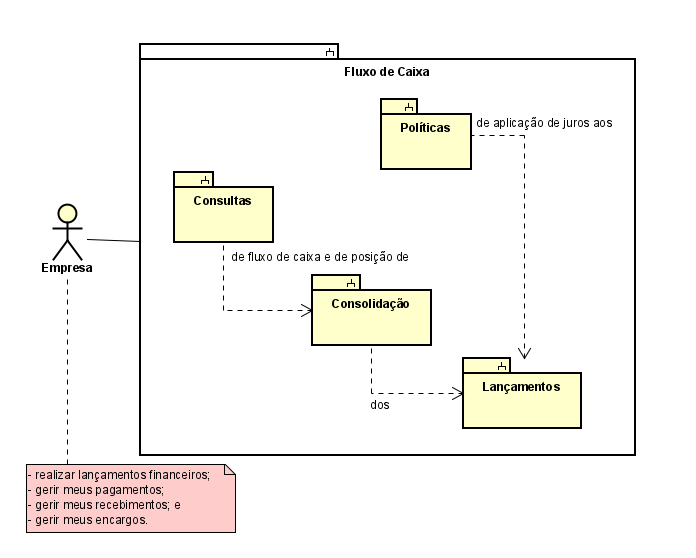 Fluxo de Caixa
Políticas
de aplicação de juros aos
Consultas
Empresa
de fluxo de caixa e de posição de
Consolidação
Lançamentos
dos
- realizar lançamentos financeiros;
- gerir meus pagamentos;
- gerir meus recebimentos; e
- gerir meus encargos.